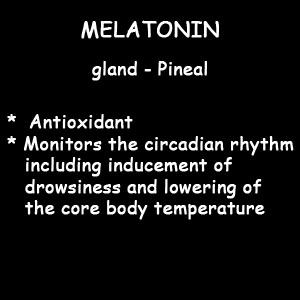 MELATONIN
gland - Pineal
* Antioxidant
* Monitors the circadian rhythm
including inducement of
drowsiness and lowering of
the core body temperature